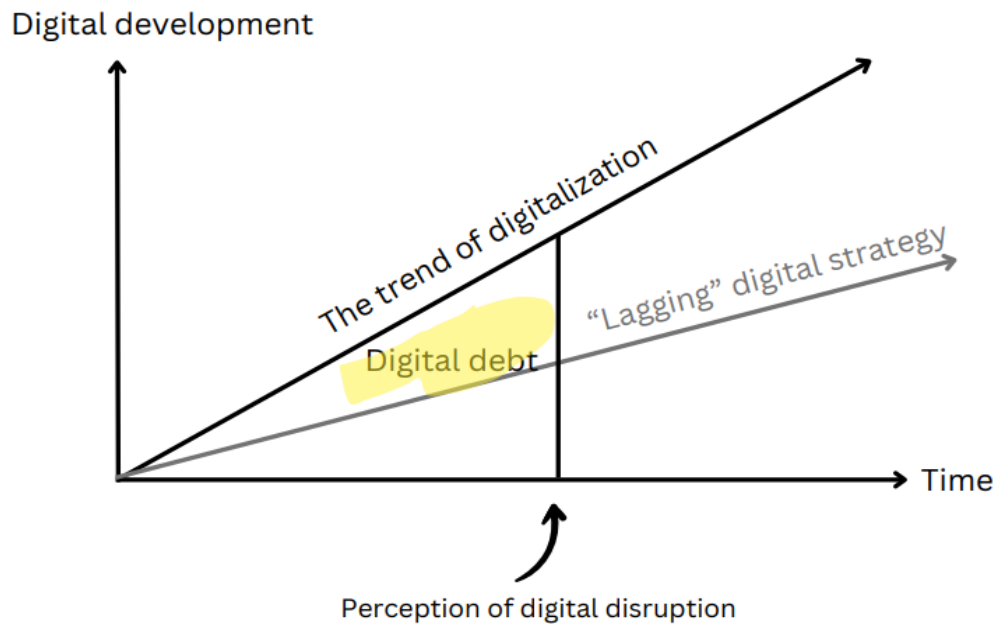 Digital development
The trend of digitalization
“Lagging” digital strategy
Digital debt
Time
Perception of digital disruption